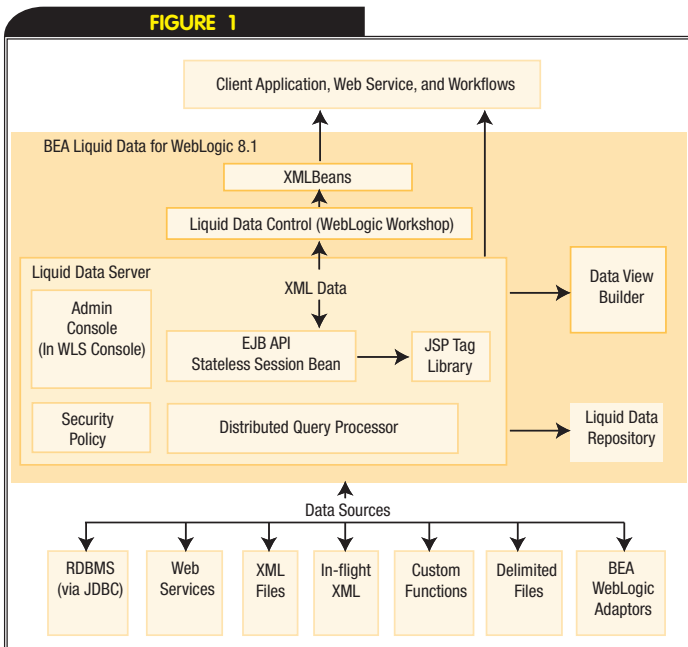 FIGURE 1
Client Application, Web Service, and Workflows
BEA Liquid Data for WebLogic 8.1
XMLBeans
Liquid Data Control (WebLogic Workshop)
Liquid Data Server
XML Data
Admin
Console
(In WLS Console)
EJB API
Stateless Session Bean
JSP Tag
Library
Data View
Builder
Security
Policy
Distributed Query Processor
Liquid Data
Repository
Data Sources
RDBMS
(via JDBC)
Web
Services
XML
Files
In-flight
XML
Custom
Functions
Delimited
Files
BEA
WebLogic
Adaptors